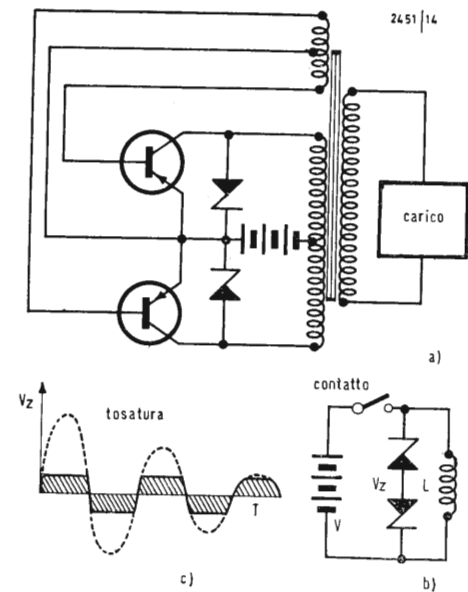 2451/14
carico
a)
contatto
Vz
tosatura
T
c)
V
Vz
L
b)